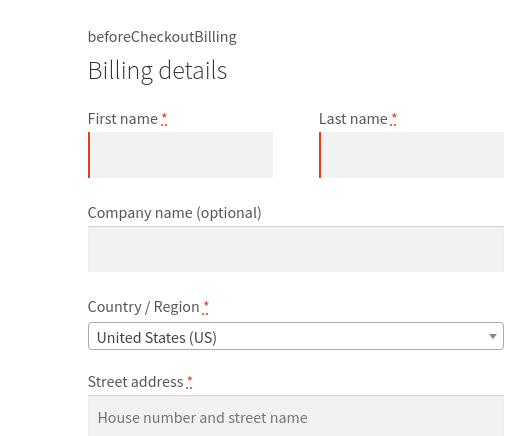 beforeCheckoutBilling
Billing details
First name *
Last name *
Company name (optional)
Country / Region *
United States (US)
Street address *
House number and street name